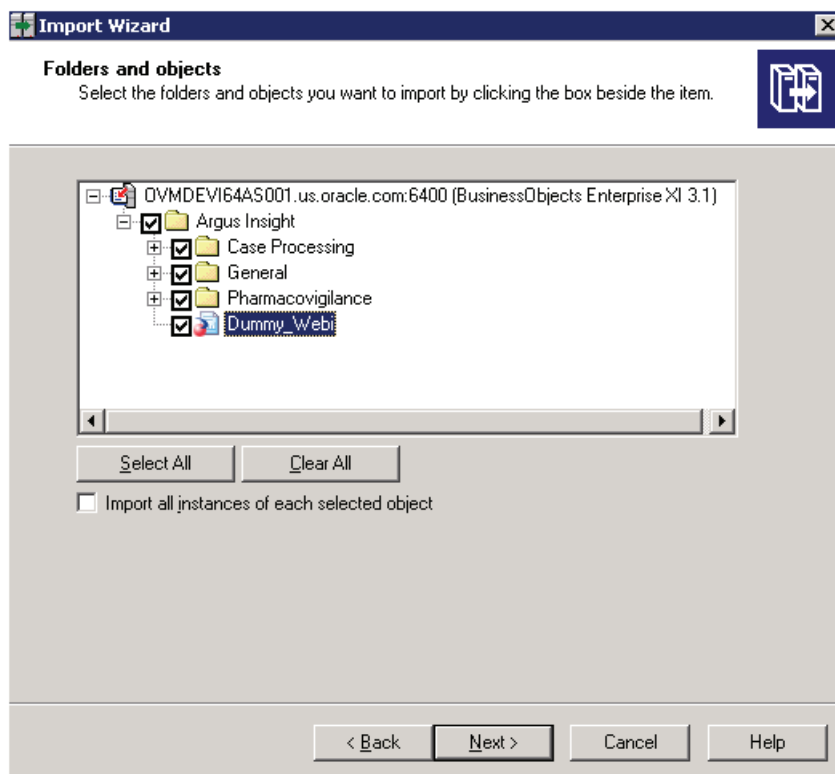 Import Wizard
Folders and objects
Select the folders and objects you want to import by clicking the box beside the item.
OVMDEVI64AS001.us.oracle.com:6400 (BusinessObjects Enterprise XI 3.1)
Argus Insight
Case Processing
General
Pharmacovigilance
Dummy_Webi
Select All Clear All
Import all instances of each selected object
< Back Next > Cancel Help